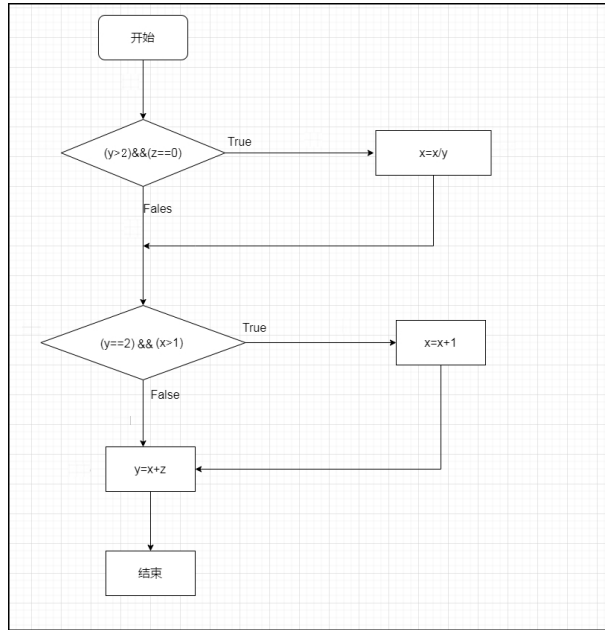 开始
(y>2)&&(z==0)
True
x=x/y
Fales
(y==2) && (x>1)
True
x=x+1
False
y=x+z
结束